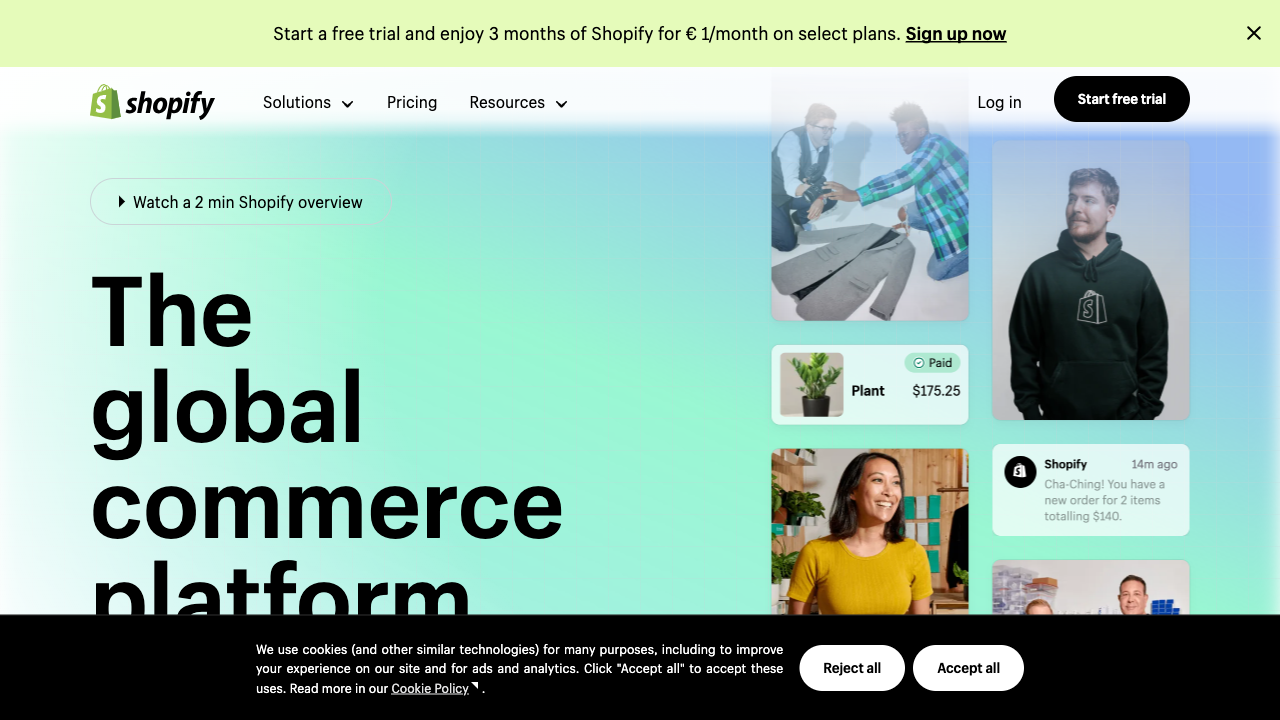 Start a free trial and enjoy 3 months of Shopify for € 1/month on select plans. Sign up now
shopify
Solutions
Pricing
Resources
Log in
Start free trial
Watch a 2 min Shopify overview
The
global
commerce
platform
Paid
Plant
$175.25
Shopify
14m ago
Cha-Ching! You have a
new order for 2 items
totalling $140.
We use cookies (and other similar technologies) for many purposes, including to improve
your experience on our site and for ads and analytics. Click "Accept all" to accept these
uses. Read more in our Cookie Policy .
Reject all
Accept all